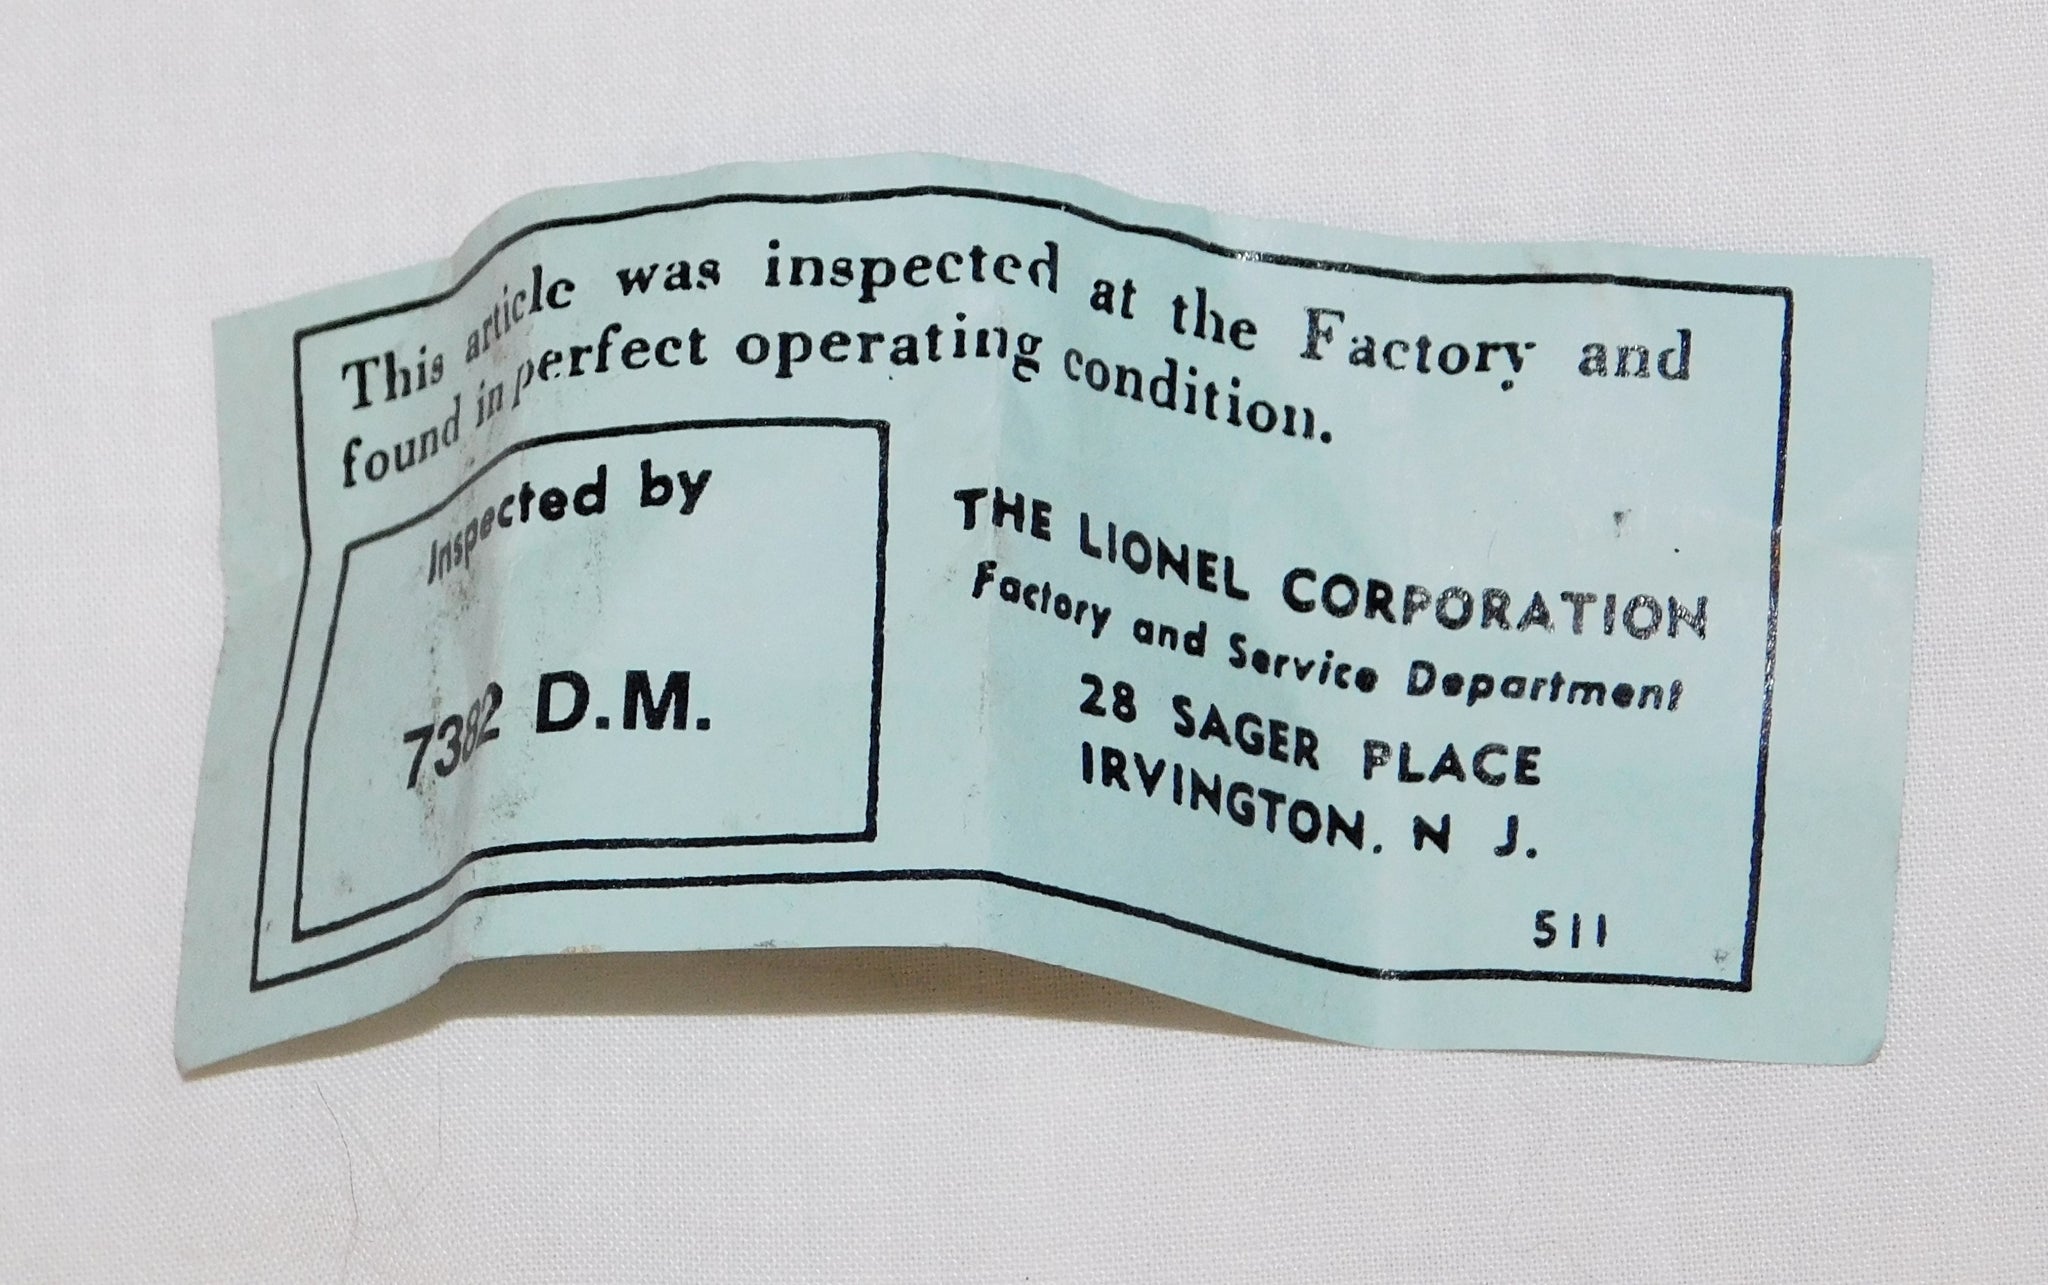 This article was inspected at the Factory and
found in perfect operating condition.
Inspected by
7382 D.M.
THE LIONEL CORPORATION
Factory and Service Department
28 SAGER PLACE
IRVINGTON, N J.
511